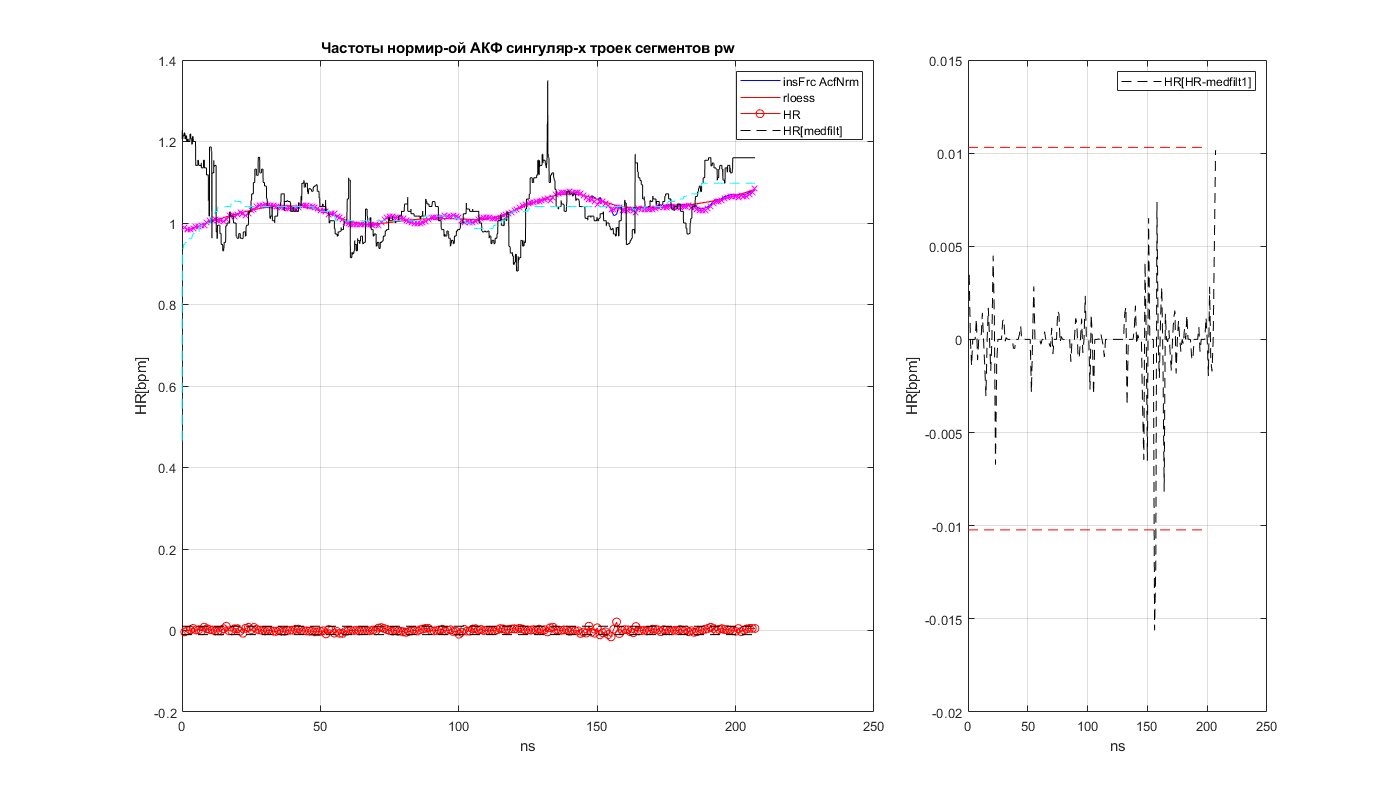 Частоты нормир-ой АКФ сингуляр-х троек сегментов pw
1.4
1.2
1
0.8
0.6
0.4
0.2
0
-0.2
HR[bpm]
0
50
100
150
200
250
ns
insFrc AcfNrm
rloess
HR
HR[medfilt]
0.015
0.01
0.005
0
-0.005
-0.01
-0.015
-0.02
HR[bpm]
0
50
100
150
200
250
ns
HR[HR-medfilt1]